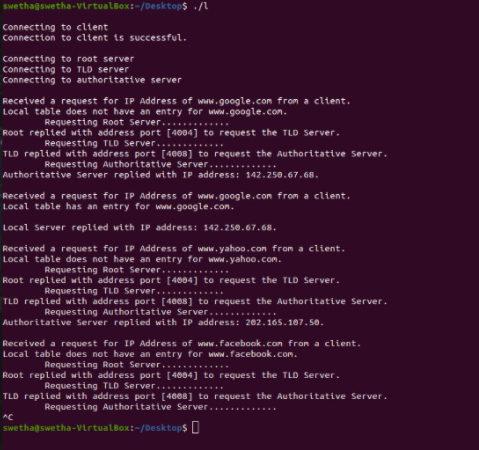 swetha@swetha-VirtualBox:~/Desktop$ ./l
Connecting to client
Connection to client is successful.
Connecting to root server
Connecting to TLD server
Connecting to authoritative server
Received a request for IP Address of www.google.com from a client.
Local table does not have an entry for www.google.com.
Requesting Root Server.............
Root replied with address port [4004] to request the TLD Server.
Requesting TLD Server.............
TLD replied with address port [4008] to request the Authoritative Server.
Requesting Authoritative Server.............
Authoritative Server replied with IP address: 142.250.67.68.
Received a request for IP Address of www.google.com from a client.
Local table has an entry for www.google.com.
Local Server replied with IP address: 142.250.67.68.
Received a request for IP Address of www.yahoo.com from a client.
Local table does not have an entry for www.yahoo.com.
Requesting Root Server.............
Root replied with address port [4004] to request the TLD Server.
Requesting TLD Server.............
TLD replied with address port [4008] to request the Authoritative Server.
Requesting Authoritative Server.............
Authoritative Server replied with IP address: 202.165.107.50.
Received a request for IP Address of www.facebook.com from a client.
Local table does not have an entry for www.facebook.com.
Requesting Root Server.............
Root replied with address port [4004] to request the TLD Server.
Requesting TLD Server.............
TLD replied with address port [4008] to request the Authoritative Server.
Requesting Authoritative Server.............
^C
swetha@swetha-VirtualBox:~/Desktop$